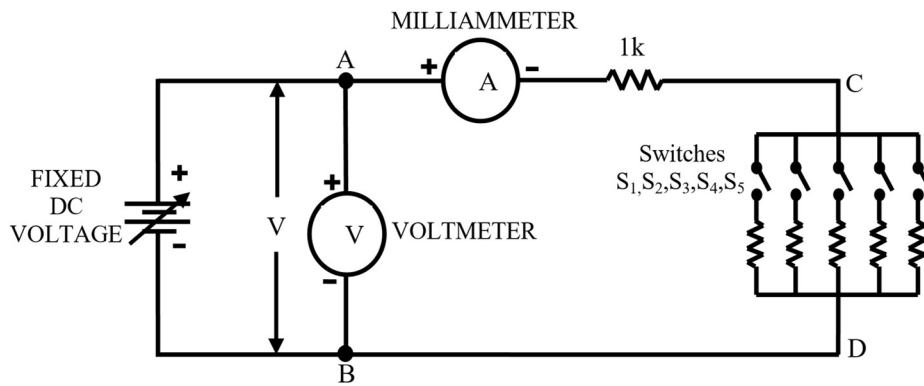 MILLIAMMETER
A
+
A
-
1k
C
Switches
S1,S2,S3,S4,S5
FIXED
DC
VOLTAGE
+
-
V
+
V
-
VOLTMETER
B
D